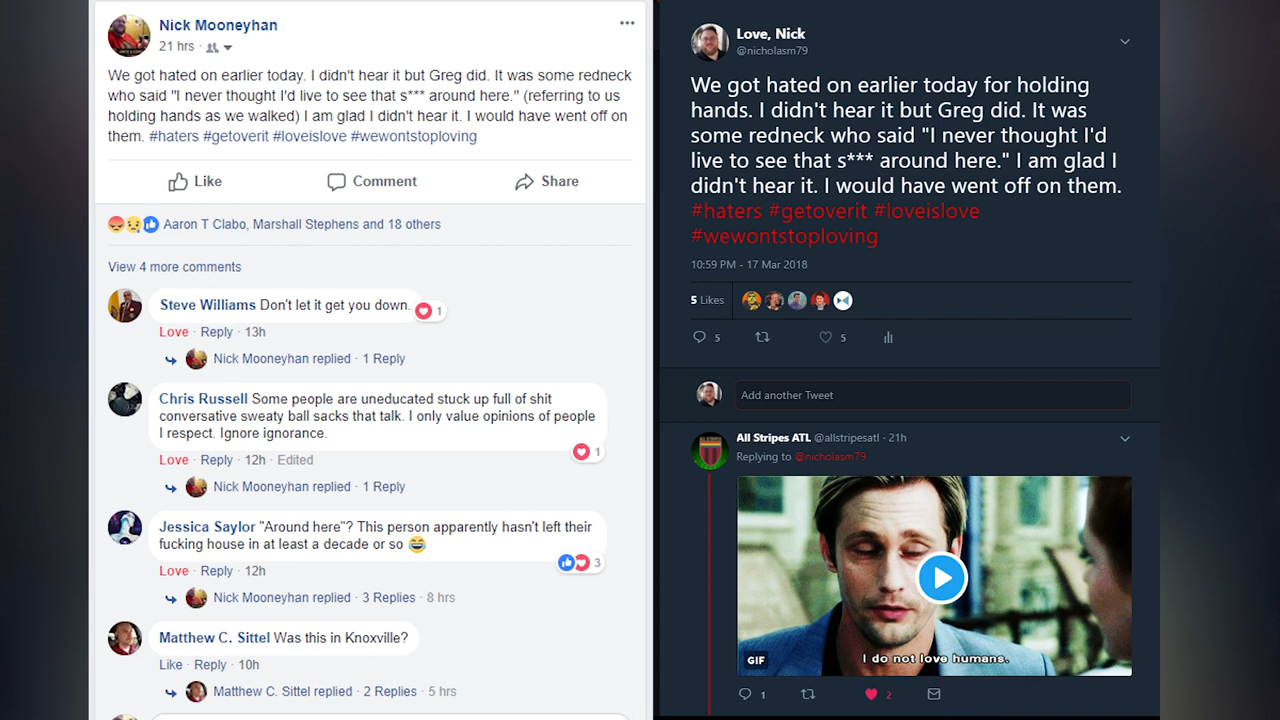 Nick Mooneyhan
21 hrs ·
We got hated on earlier today. I didn't hear it but Greg did. It was some redneck
who said "I never thought I'd live to see that s*** around here." (referring to us
holding hands as we walked) I am glad I didn't hear it. I would have went off on
them. #haters #getoverit #loveislove #wewontstoploving
Like Comment Share
Aaron T Clabo, Marshall Stephens and 18 others
View 4 more comments
Steve Williams Don't let it get you down.
1
Love · Reply · 13h
Nick Mooneyhan replied · 1 Reply
Chris Russell Some people are uneducated stuck up full of shit
conversative sweaty ball sacks that talk. I only value opinions of people
I respect. Ignore ignorance.
1
Love · Reply · 12h · Edited
Nick Mooneyhan replied · 1 Reply
Jessica Saylor "Around here"? This person apparently hasn't left their
fucking house in at least a decade or so 😂
3
Love · Reply · 12h
Nick Mooneyhan replied · 3 Replies · 8 hrs
Matthew C. Sittel Was this in Knoxville?
Like · Reply · 10h
Matthew C. Sittel replied · 2 Replies · 5 hrs
Love, Nick
@nicholasm79
We got hated on earlier today for holding
hands. I didn't hear it but Greg did. It was
some redneck who said "I never thought I'd
live to see that s*** around here." I am glad I
didn't hear it. I would have went off on them.
#haters #getoverit #loveislove
#wewontstoploving
10:59 PM - 17 Mar 2018
5 Likes
5 5
Add another Tweet
All Stripes ATL @allstripesatl · 21h
Replying to @nicholasm79
I do not love humans.
GIF
1 2